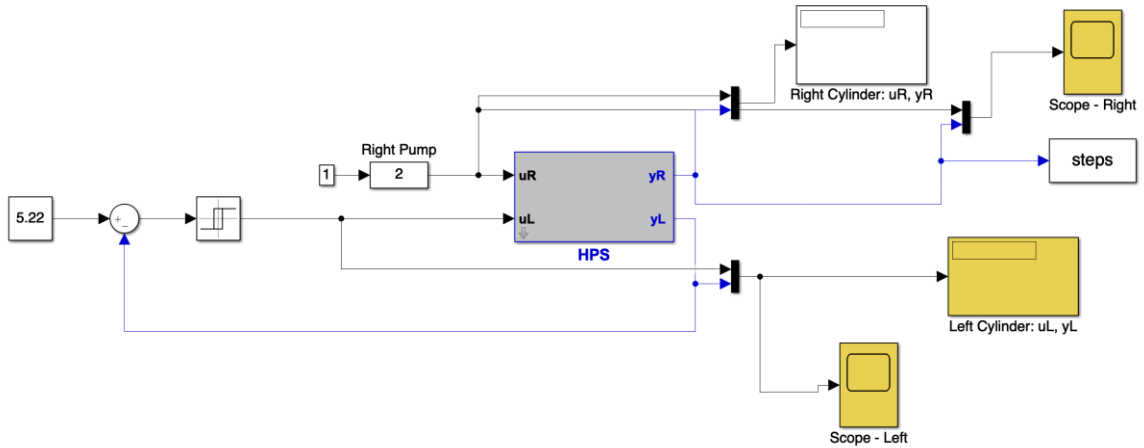 Right Cylinder: uR, yR
Scope - Right
Right Pump
1
2
steps
uR
yR
5.22
+
−
uL
yL
HPS
Left Cylinder: uL, yL
Scope - Left